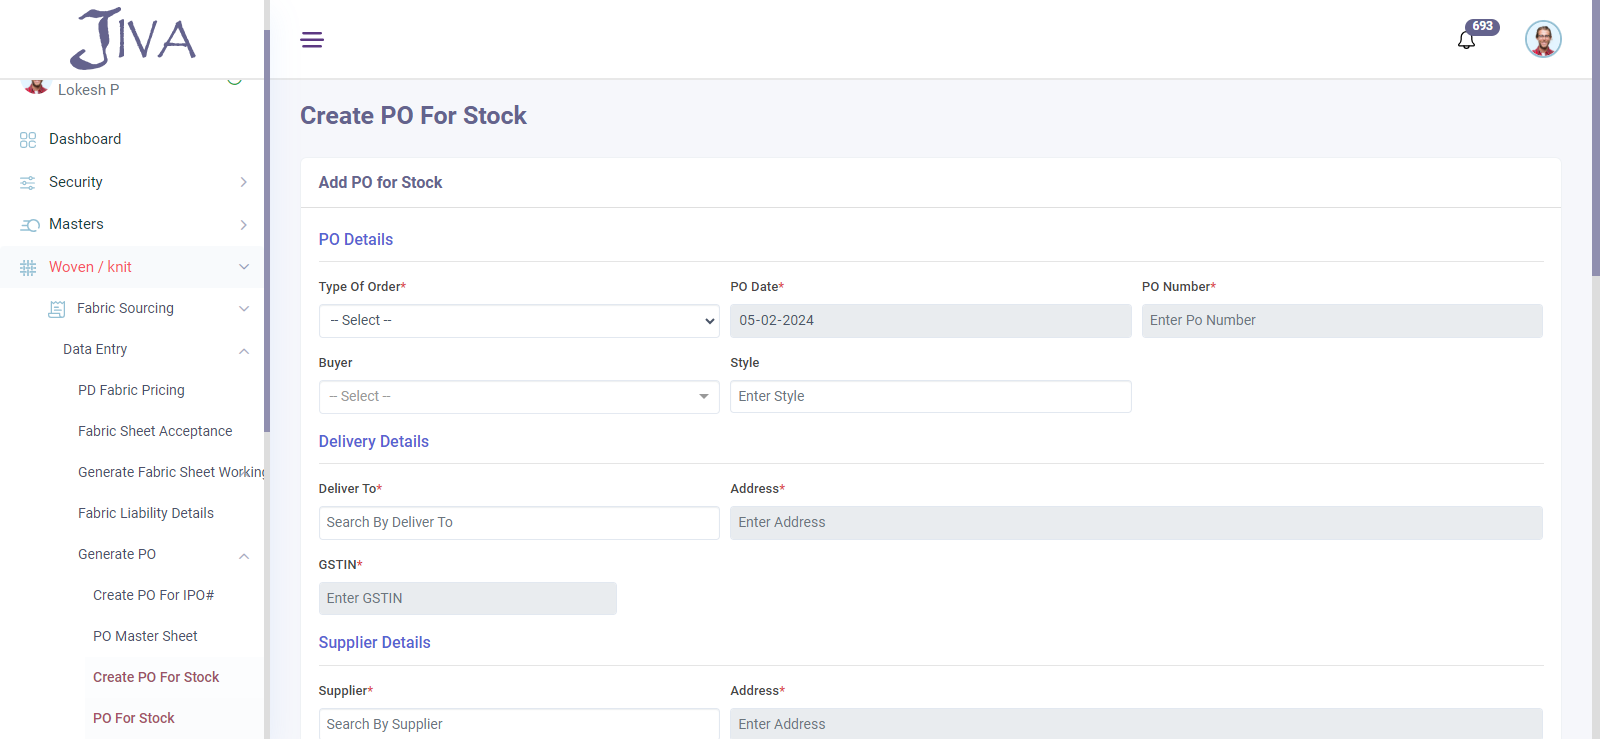 JIVA
693
Lokesh P
Dashboard
Security
Masters
Woven / knit
Fabric Sourcing
Data Entry
PD Fabric Pricing
Fabric Sheet Acceptance
Generate Fabric Sheet Working
Fabric Liability Details
Generate PO
Create PO For IPO#
PO Master Sheet
Create PO For Stock
PO For Stock
Create PO For Stock
Add PO for Stock
PO Details
Type Of Order* PO Date* PO Number*
-- Select -- 05-02-2024 Enter Po Number
Buyer Style
-- Select -- Enter Style
Delivery Details
Deliver To* Address*
Search By Deliver To Enter Address
GSTIN*
Enter GSTIN
Supplier Details
Supplier* Address*
Search By Supplier Enter Address